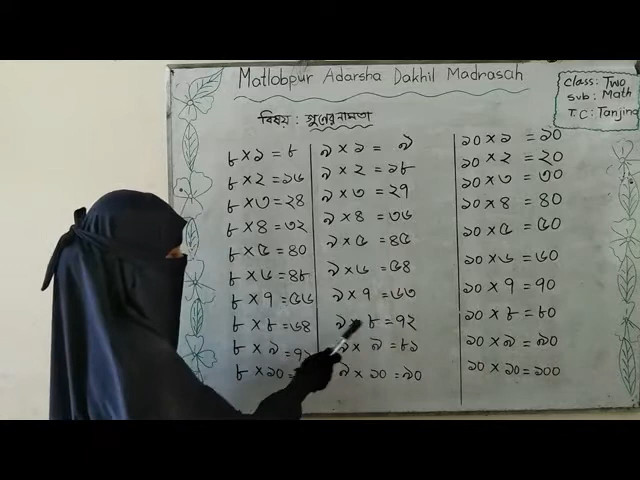 Matlobpur Adarsha Dakhil Madrasah
class: Two
sub: Math
T.C: Tanjina
বিষয়: গুনের নামতা
৮ × ১ = ৮
৮ × ২ = ১৬
৮ × ৩ = ২৪
৮ × ৪ = ৩২
৮ × ৫ = ৪০
৮ × ৬ = ৪৮
৮ × ৭ = ৫৬
৮ × ৮ = ৬৪
৮ × ৯ = ৭২
৮ × ১০ =
৯ × ১ = ৯
৯ × ২ = ১৮
৯ × ৩ = ২৭
৯ × ৪ = ৩৬
৯ × ৫ = ৪৫
৯ × ৬ = ৫৪
৯ × ৭ = ৬৩
৯ × ৮ = ৭২
৯ × ৯ = ৮১
৯ × ১০ = ৯০
১০ × ১ = ১০
১০ × ২ = ২০
১০ × ৩ = ৩০
১০ × ৪ = ৪০
১০ × ৫ = ৫০
১০ × ৬ = ৬০
১০ × ৭ = ৭০
১০ × ৮ = ৮০
১০ × ৯ = ৯০
১০ × ১০ = ১০০